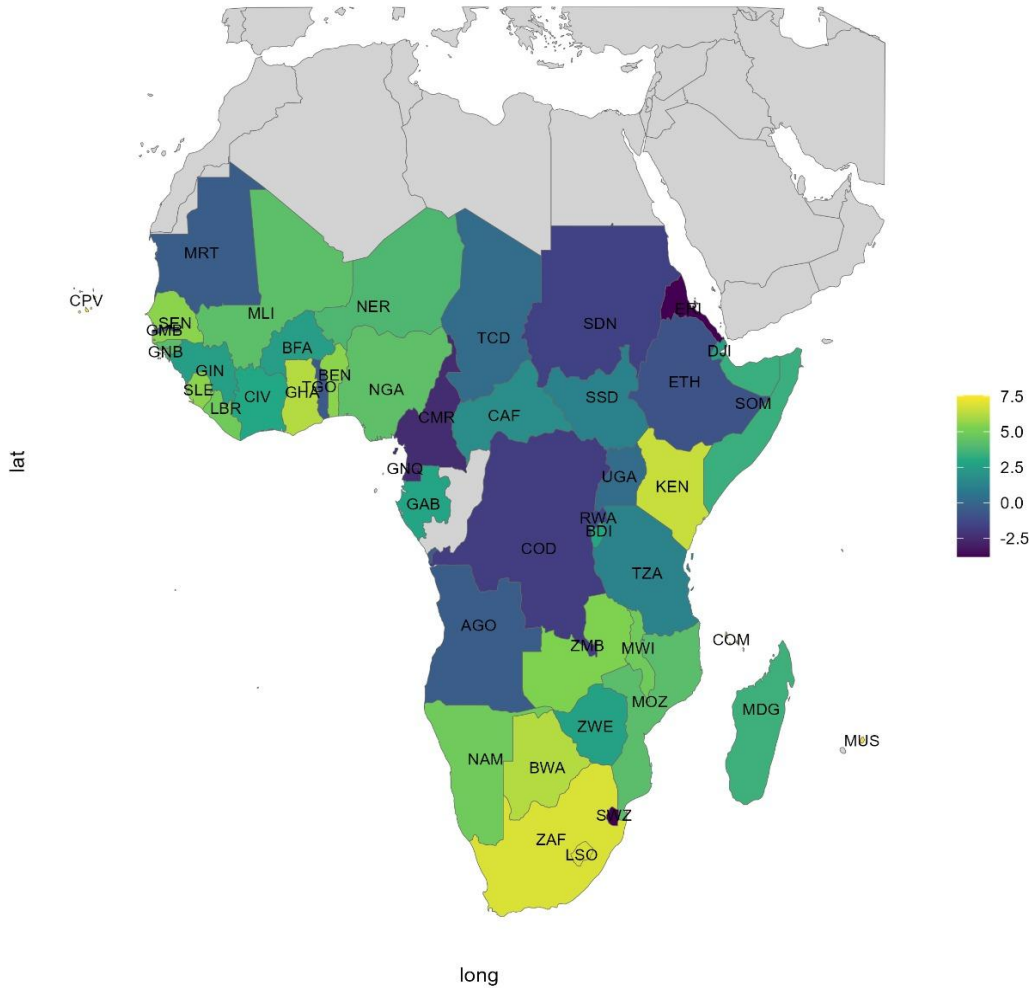 MRT
CPV
SEN
MLI
NER
GMB
ERI
SDN
TCD
GNB
BFA
DJI
GIN
BEN
ETH
SLE
CIV
GHA
TGO
NGA
SSD
SOM
7.5
LBR
CMR
CAF
5.0
lat
GNQ
UGA
KEN
2.5
GAB
RWA
0.0
BDI
-2.5
COD
TZA
AGO
COM
ZMB
MWI
MOZ
MDG
ZWE
MUS
NAM
BWA
SWZ
ZAF
LSO
long